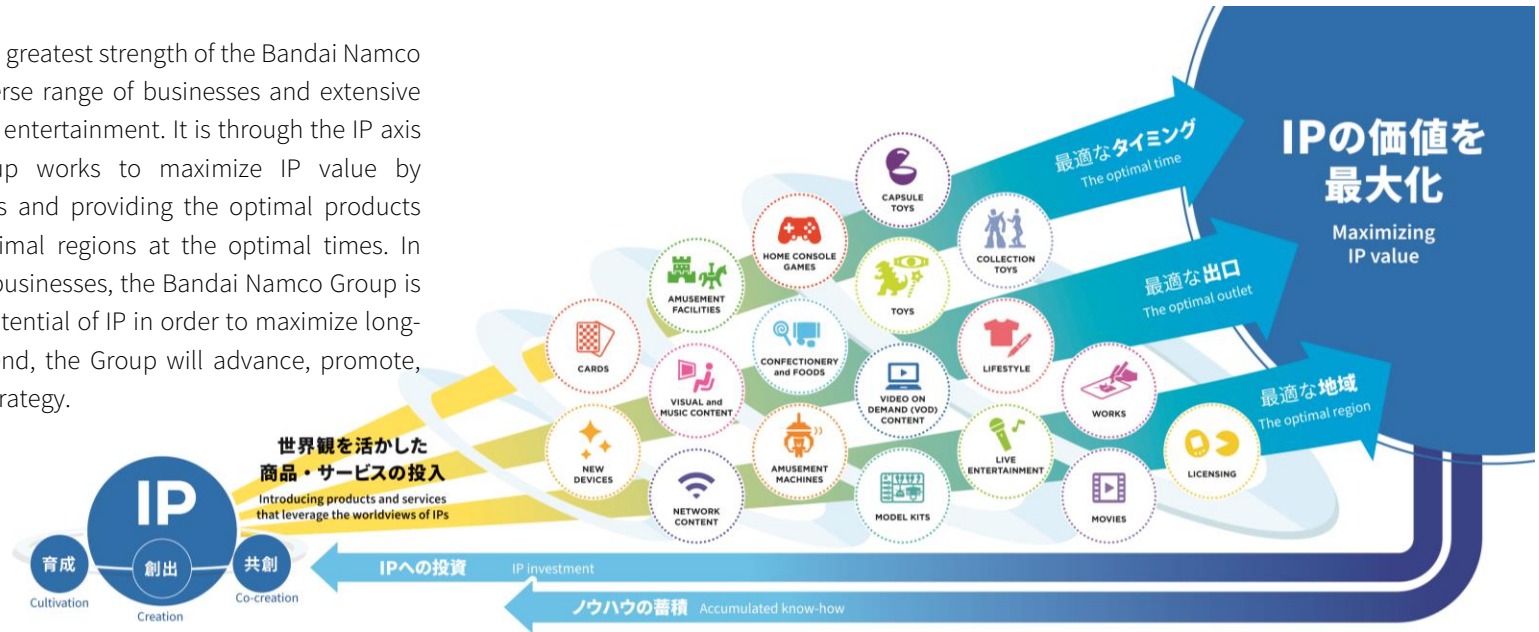 greatest strength of the Bandai Namco
erse range of businesses and extensive
entertainment. It is through the IP axis
up works to maximize IP value by
s and providing the optimal products
timal regions at the optimal times. In
businesses, the Bandai Namco Group is
tential of IP in order to maximize long-
end, the Group will advance, promote,
trategy.
IP
育成
Cultivation
創出
Creation
共創
Co-creation
世界観を活かした
商品・サービスの投入
Introducing products and services
that leverage the worldviews of IPs
CARDS
NEW
DEVICES
AMUSEMENT
FACILITIES
VISUAL and
MUSIC CONTENT
NETWORK
CONTENT
HOME CONSOLE
GAMES
CONFECTIONERY
and FOODS
AMUSEMENT
MACHINES
CAPSULE
TOYS
TOYS
VIDEO ON
DEMAND (VOD)
CONTENT
MODEL KITS
COLLECTION
TOYS
LIFESTYLE
LIVE
ENTERTAINMENT
WORKS
MOVIES
LICENSING
最適なタイミング
The optimal time
最適な出口
The optimal outlet
最適な地域
The optimal region
IPの価値を
最大化
Maximizing
IP value
IPへの投資 IP investment
ノウハウの蓄積 Accumulated know-how